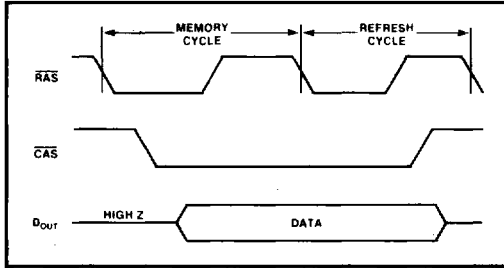 MEMORY
CYCLE
REFRESH
CYCLE
RAS
CAS
HIGH Z
DOUT
DATA